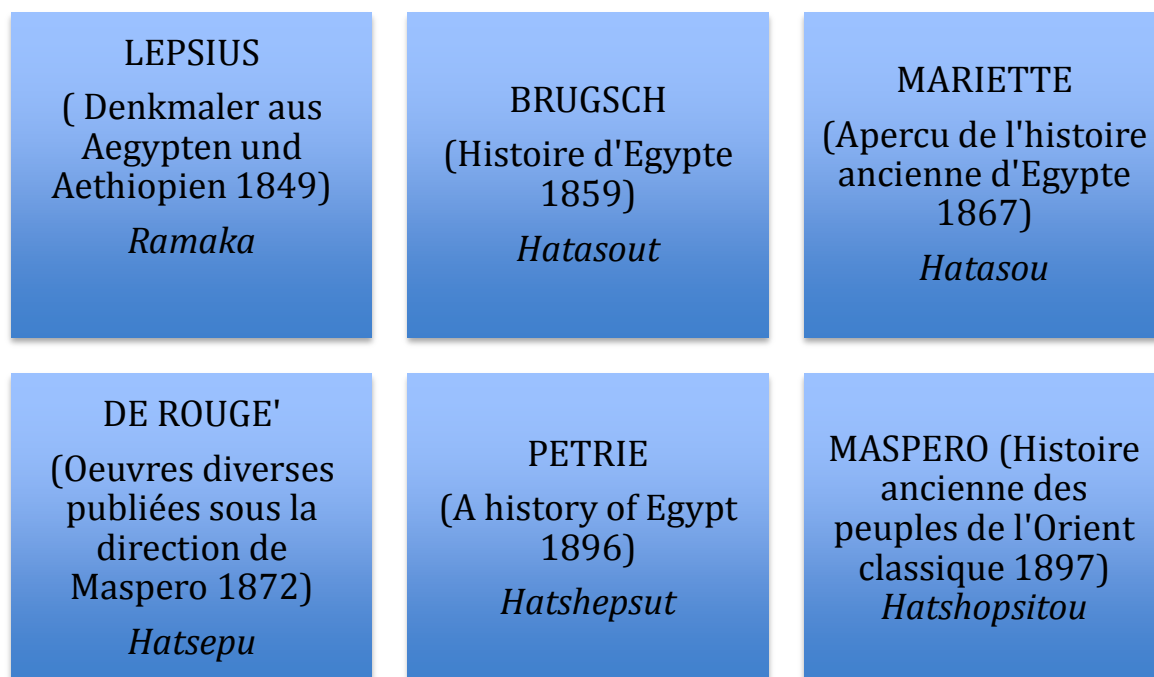 LEPSIUS
( Denkmaler aus
Aegypten und
Aethiopien 1849)
Ramaka
BRUGSCH
(Histoire d'Egypte
1859)
Hatasout
MARIETTE
(Apercu de l'histoire
ancienne d'Egypte
1867)
Hatasou
DE ROUGE'
(Oeuvres diverses
publiées sous la
direction de
Maspero 1872)
Hatsepu
PETRIE
(A history of Egypt
1896)
Hatshepsut
MASPERO (Histoire
ancienne des
peuples de l'Orient
classique 1897)
Hatshopsitou